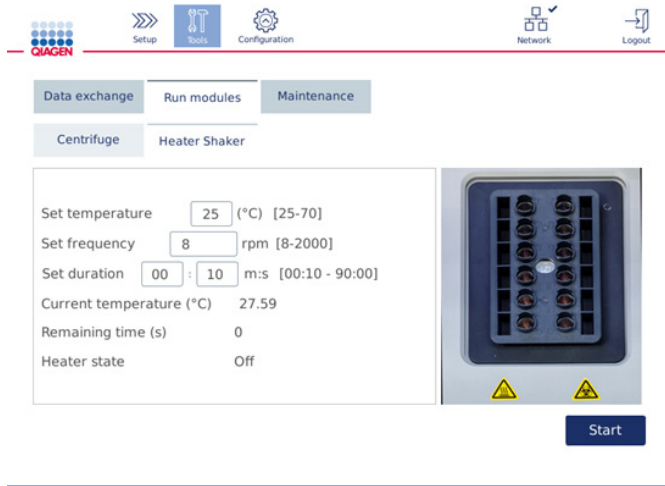 QIAGEN
Setup
Tools
Configuration
Network
Logout
Data exchange
Run modules
Maintenance
Centrifuge
Heater Shaker
Set temperature 25 (°C) [25-70]
Set frequency 8 rpm [8-2000]
Set duration 00 : 10 m:s [00:10 - 90:00]
Current temperature (°C) 27.59
Remaining time (s) 0
Heater state Off
Start